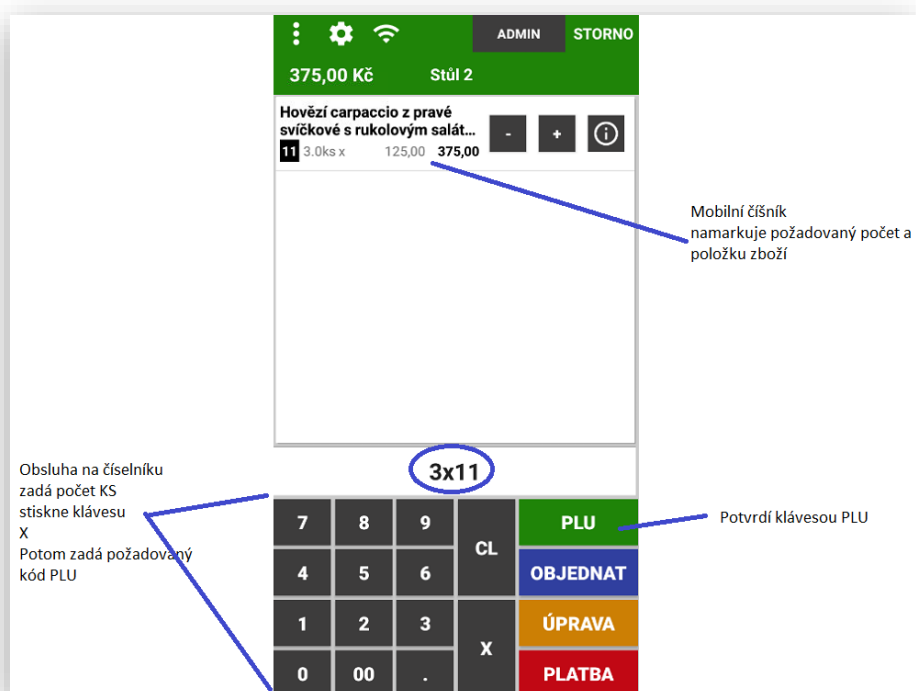 ADMIN STORNO
375,00 Kč Stůl 2
Hovězí carpaccio z pravé
svíčkové s rukolovým salát...
- +
11 3.0ks x 125,00 375,00
Mobilní číšník
namarkuje požadovaný počet a
položku zboží
3x11
Obsluha na číselníku
zadá počet KS
stiskne klávesu
X
Potom zadá požadovaný
kód PLU
7 8 9 CL PLU
Potvrdí klávesou PLU
4 5 6 OBJEDNAT
1 2 3 X ÚPRAVA
0 00 . PLATBA